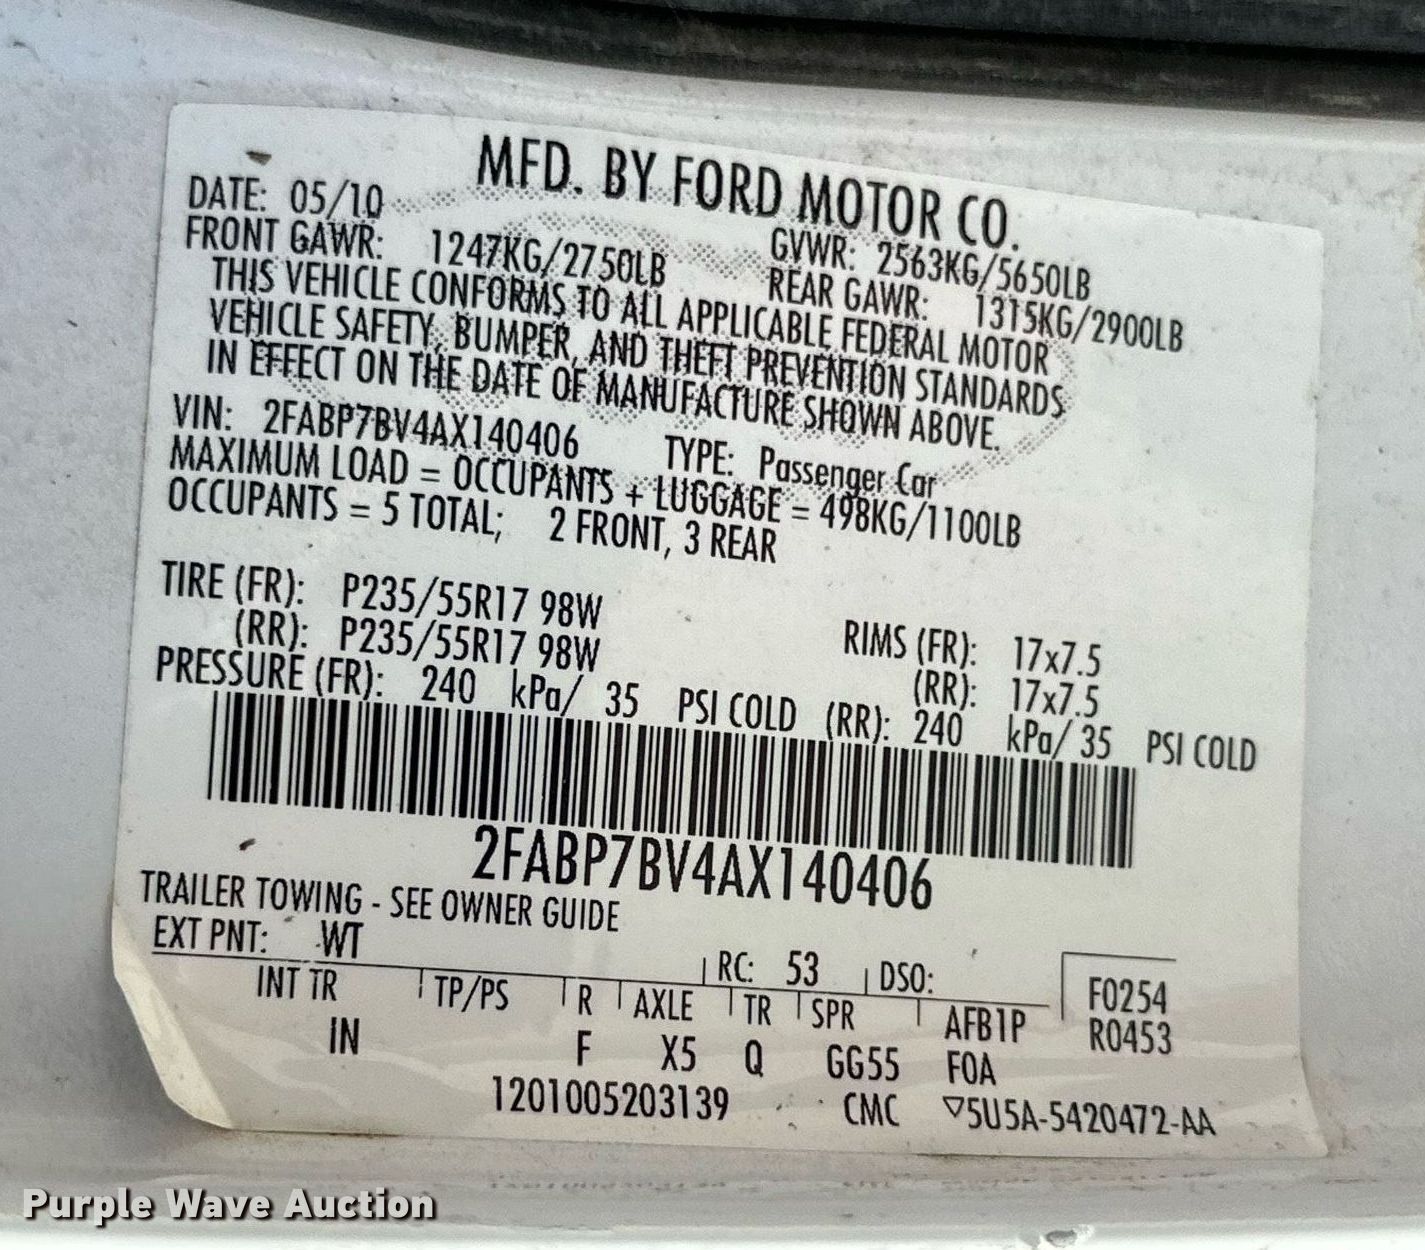 MFD. BY FORD MOTOR CO.
DATE: 05/10 GVWR: 2563KG/5650LB
FRONT GAWR: 1247KG/2750LB REAR GAWR: 1315KG/2900LB
THIS VEHICLE CONFORMS TO ALL APPLICABLE FEDERAL MOTOR
VEHICLE SAFETY, BUMPER, AND THEFT PREVENTION STANDARDS
IN EFFECT ON THE DATE OF MANUFACTURE SHOWN ABOVE.
VIN: 2FABP7BV4AX140406 TYPE: Passenger Car
MAXIMUM LOAD = OCCUPANTS + LUGGAGE = 498KG/1100LB
OCCUPANTS = 5 TOTAL; 2 FRONT, 3 REAR
TIRE (FR): P235/55R17 98W RIMS (FR): 17x7.5
(RR): P235/55R17 98W (RR): 17x7.5
PRESSURE (FR): 240 kPa/ 35 PSI COLD (RR): 240 kPa/ 35 PSI COLD
2FABP7BV4AX140406
TRAILER TOWING - SEE OWNER GUIDE
EXT PNT: WT RC: 53 DSO: F0254
INT TR TP/PS R AXLE TR SPR AFB1P R0453
IN F X5 Q GG55 FOA
1201005203139 CMC ▽5U5A-5420472-AA
Purple Wave Auction